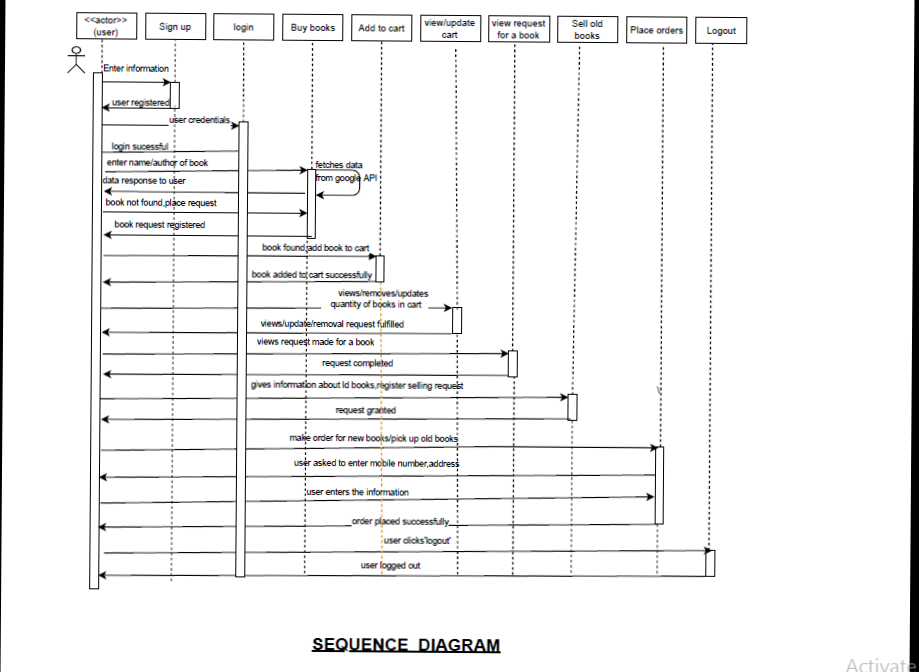 <<actor>>
(user)
Sign up
login
Buy books
Add to cart
view/update
cart
view request
for a book
Sell old
books
Place orders
Logout
Enter information
user registered
user credentials
login sucessful
enter name/author of book
fetches data
from google API
data response to user
book not found,place request
book request registered
book found,add book to cart
book added to cart successfully
views/removes/updates
quantity of books in cart
views/update/removal request fulfilled
views request made for a book
request completed
gives information about ld books,register selling request
request granted
make order for new books/pick up old books
user asked to enter mobile number,address
user enters the information
order placed successfully
user clicks'logout'
user logged out
SEQUENCE DIAGRAM
Activate